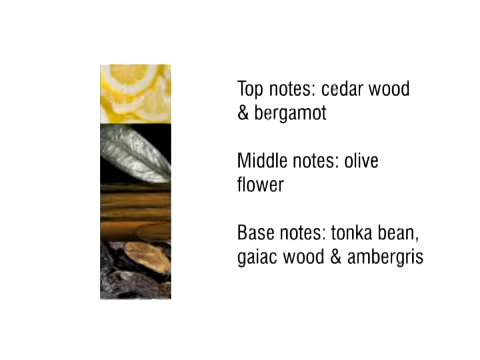 Top notes: cedar wood
& bergamot
Middle notes: olive
flower
Base notes: tonka bean,
gaiac wood & ambergris